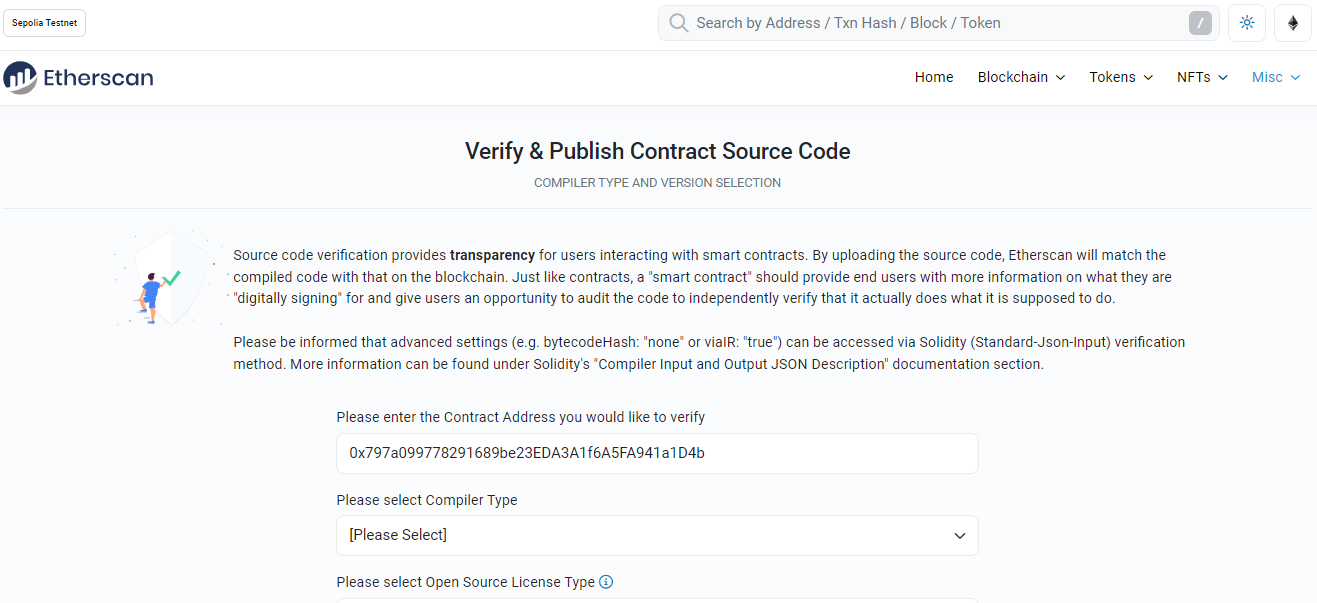 Sepolia Testnet
Search by Address / Txn Hash / Block / Token
/
Etherscan
Home Blockchain Tokens NFTs Misc
Verify & Publish Contract Source Code
COMPILER TYPE AND VERSION SELECTION
Source code verification provides transparency for users interacting with smart contracts. By uploading the source code, Etherscan will match the
compiled code with that on the blockchain. Just like contracts, a "smart contract" should provide end users with more information on what they are
"digitally signing" for and give users an opportunity to audit the code to independently verify that it actually does what it is supposed to do.
Please be informed that advanced settings (e.g. bytecodeHash: "none" or viaIR: "true") can be accessed via Solidity (Standard-Json-Input) verification
method. More information can be found under Solidity's "Compiler Input and Output JSON Description" documentation section.
Please enter the Contract Address you would like to verify
0x797a099778291689be23EDA3A1f6A5FA941a1D4b
Please select Compiler Type
[Please Select]
Please select Open Source License Type